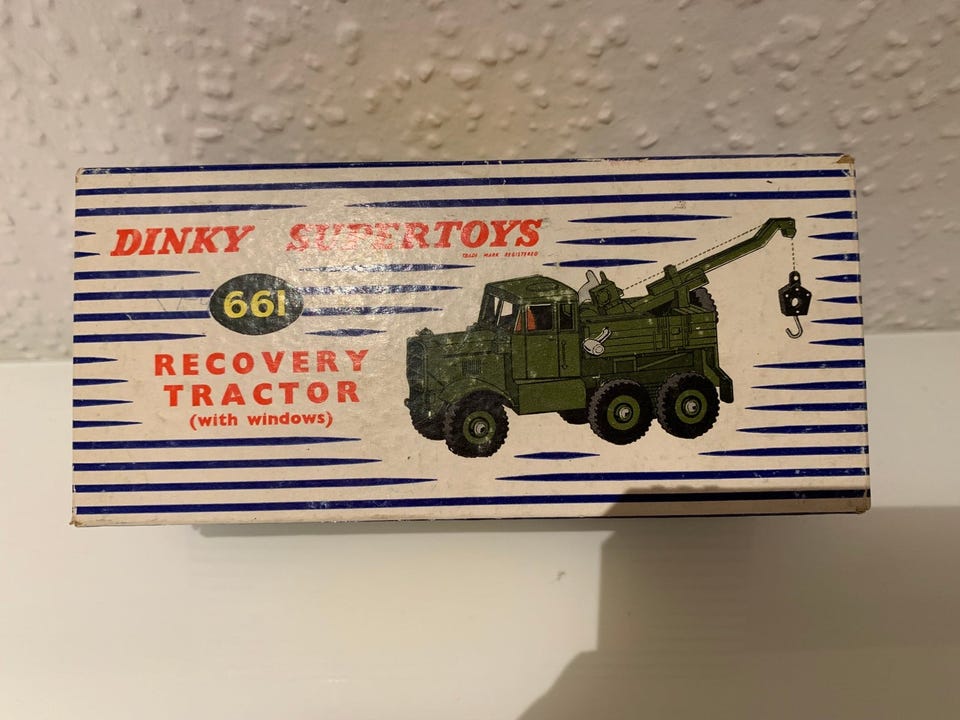 DINKY SUPERTOYS
TRADE MARK REGISTERED
661
RECOVERY
TRACTOR
(with windows)